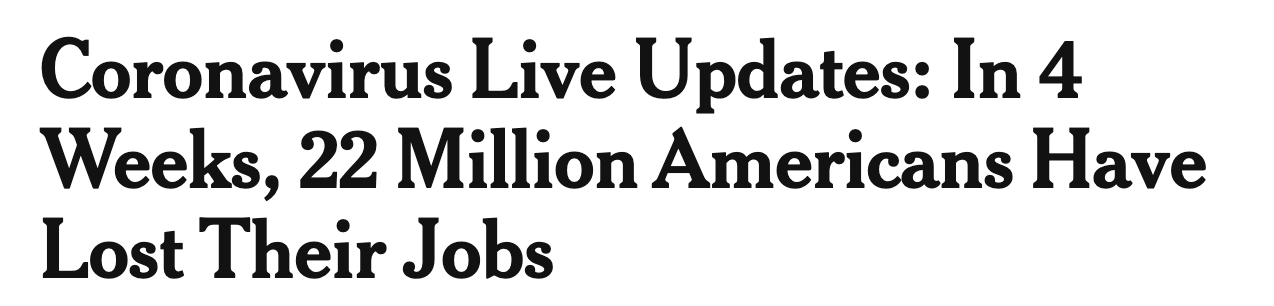 Coronavirus Live Updates: In 4
Weeks, 22 Million Americans Have
Lost Their Jobs